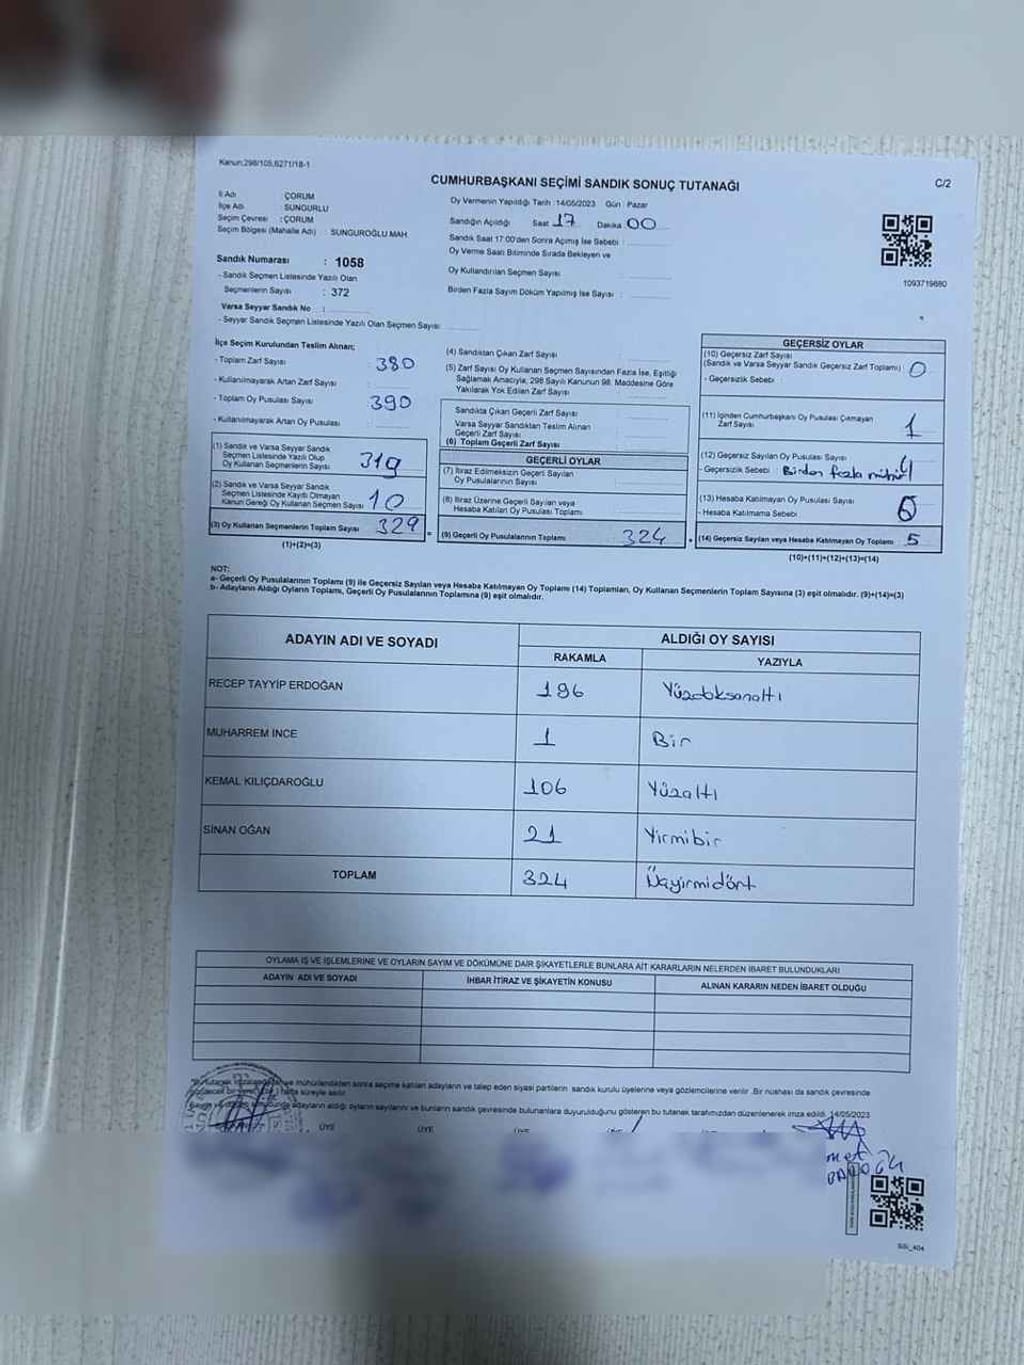 Kanun:298/105,6271/18-1
CUMHURBAŞKANI SEÇİMİ SANDIK SONUÇ TUTANAĞI
C/2
İl Adı : ÇORUM
İlçe Adı : SUNGURLU
Seçim Çevresi : ÇORUM
Seçim Bölgesi (Mahalle Adı) : SUNGUROĞLU MAH.
Sandık Numarası : 1058
- Sandık Seçmen Listesinde Yazılı Olan
Seçmenlerin Sayısı : 372
Varsa Seyyar Sandık No :
- Seyyar Sandık Seçmen Listesinde Yazılı Olan Seçmen Sayısı
Oy Vermenin Yapıldığı Tarih :14/05/2023 Gün : Pazar
Sandığın Açıldığı Saat 17 Dakika 00
Sandık Saat 17:00'den Sonra Açılmış İse Sebebi :
Oy Verme Saati Bitiminde Sırada Bekleyen ve
Oy Kullandırılan Seçmen Sayısı
Birden Fazla Sayım Döküm Yapılmış İse Sayısı :
1093719680
İlçe Seçim Kurulundan Teslim Alınan;
- Toplam Zarf Sayısı 380
- Kullanılmayarak Artan Zarf Sayısı
- Toplam Oy Pusulası Sayısı 390
- Kullanılmayarak Artan Oy Pusulası
(1) Sandık ve Varsa Seyyar Sandık
Seçmen Listesinde Yazılı Olup
Oy Kullanan Seçmenlerin Sayısı 319
(2) Sandık ve Varsa Seyyar Sandık
Seçmen Listesinde Kayıtlı Olmayan
Kanun Gereği Oy Kullanan Seçmen Sayısı 10
(3) Oy Kullanan Seçmenlerin Toplam Sayısı 329
(1)+(2)=(3)
(4) Sandıktan Çıkan Zarf Sayısı
(5) Zarf Sayısı Oy Kullanan Seçmen Sayısından Fazla İse, Eşitliği
Sağlamak Amacıyla, 298 Sayılı Kanunun 98. Maddesine Göre
Yakılarak Yok Edilen Zarf Sayısı
Sandıkta Çıkan Geçerli Zarf Sayısı
Varsa Seyyar Sandıktan Teslim Alınan
Geçerli Zarf Sayısı
(6) Toplam Geçerli Zarf Sayısı
GEÇERLİ OYLAR
(7) İtiraz Edilmeksizin Geçerli Sayılan
Oy Pusulalarının Sayısı
(8) İtiraz Üzerine Geçerli Sayılan veya
Hesaba Katılan Oy Pusulası Toplamı
(9) Geçerli Oy Pusulalarının Toplamı 324
GEÇERSİZ OYLAR
(10) Geçersiz Zarf Sayısı
(Sandık ve Varsa Seyyar Sandık Geçersiz Zarf Toplamı) 0
- Geçersizlik Sebebi :
(11) İçinden Cumhurbaşkanı Oy Pusulası Çıkmayan
Zarf Sayısı 1
(12) Geçersiz Sayılan Oy Pusulası Sayısı 4
- Geçersizlik Sebebi : Birden fazla mühür
(13) Hesaba Katılmayan Oy Pusulası Sayısı 0
- Hesaba Katılmama Sebebi :
(14) Geçersiz Sayılan veya Hesaba Katılmayan Oy Toplamı 5
(10)+(11)+(12)+(13)=(14)
NOT:
a- Geçerli Oy Pusulalarının Toplamı (9) ile Geçersiz Sayılan veya Hesaba Katılmayan Oy Toplamı (14) Toplamları, Oy Kullanan Seçmenlerin Toplam Sayısına (3) eşit olmalıdır. (9)+(14)=(3)
b- Adayların Aldığı Oyların Toplamı, Geçerli Oy Pusulalarının Toplamına (9) eşit olmalıdır.
ADAYIN ADI VE SOYADI
ALDIĞI OY SAYISI
RAKAMLA YAZIYLA
RECEP TAYYİP ERDOĞAN 196 Yüzdoksanaltı
MUHARREM İNCE 1 Bir
KEMAL KILIÇDAROĞLU 106 Yüzaltı
SİNAN OĞAN 21 Yirmibir
TOPLAM 324 Üçyüzyirmidört
OYLAMA İŞ VE İŞLEMLERİNE VE OYLARIN SAYIM VE DÖKÜMÜNE DAİR ŞİKAYETLERLE BUNLARA AİT KARARLARIN NELERDEN İBARET BULUNDUKLARI
ADAYIN ADI VE SOYADI İHBAR İTİRAZ VE ŞİKAYETİN KONUSU ALINAN KARARIN NEDEN İBARET OLDUĞU
ve mühürlendikten sonra seçime katılan adayların ve talep eden siyasi partilerin sandık kurulu üyelerine veya gözlemcilerine verilir. Bir nüshası da sandık çevresinde
süreyle asılır.
adayların aldığı oyların sayılarını ve bunların sandık çevresinde bulunanlara duyurulduğunu gösteren bu tutanak tarafımızdan düzenlenerek imza edildi. 14/05/2023
ÜYE ÜYE ÜYE